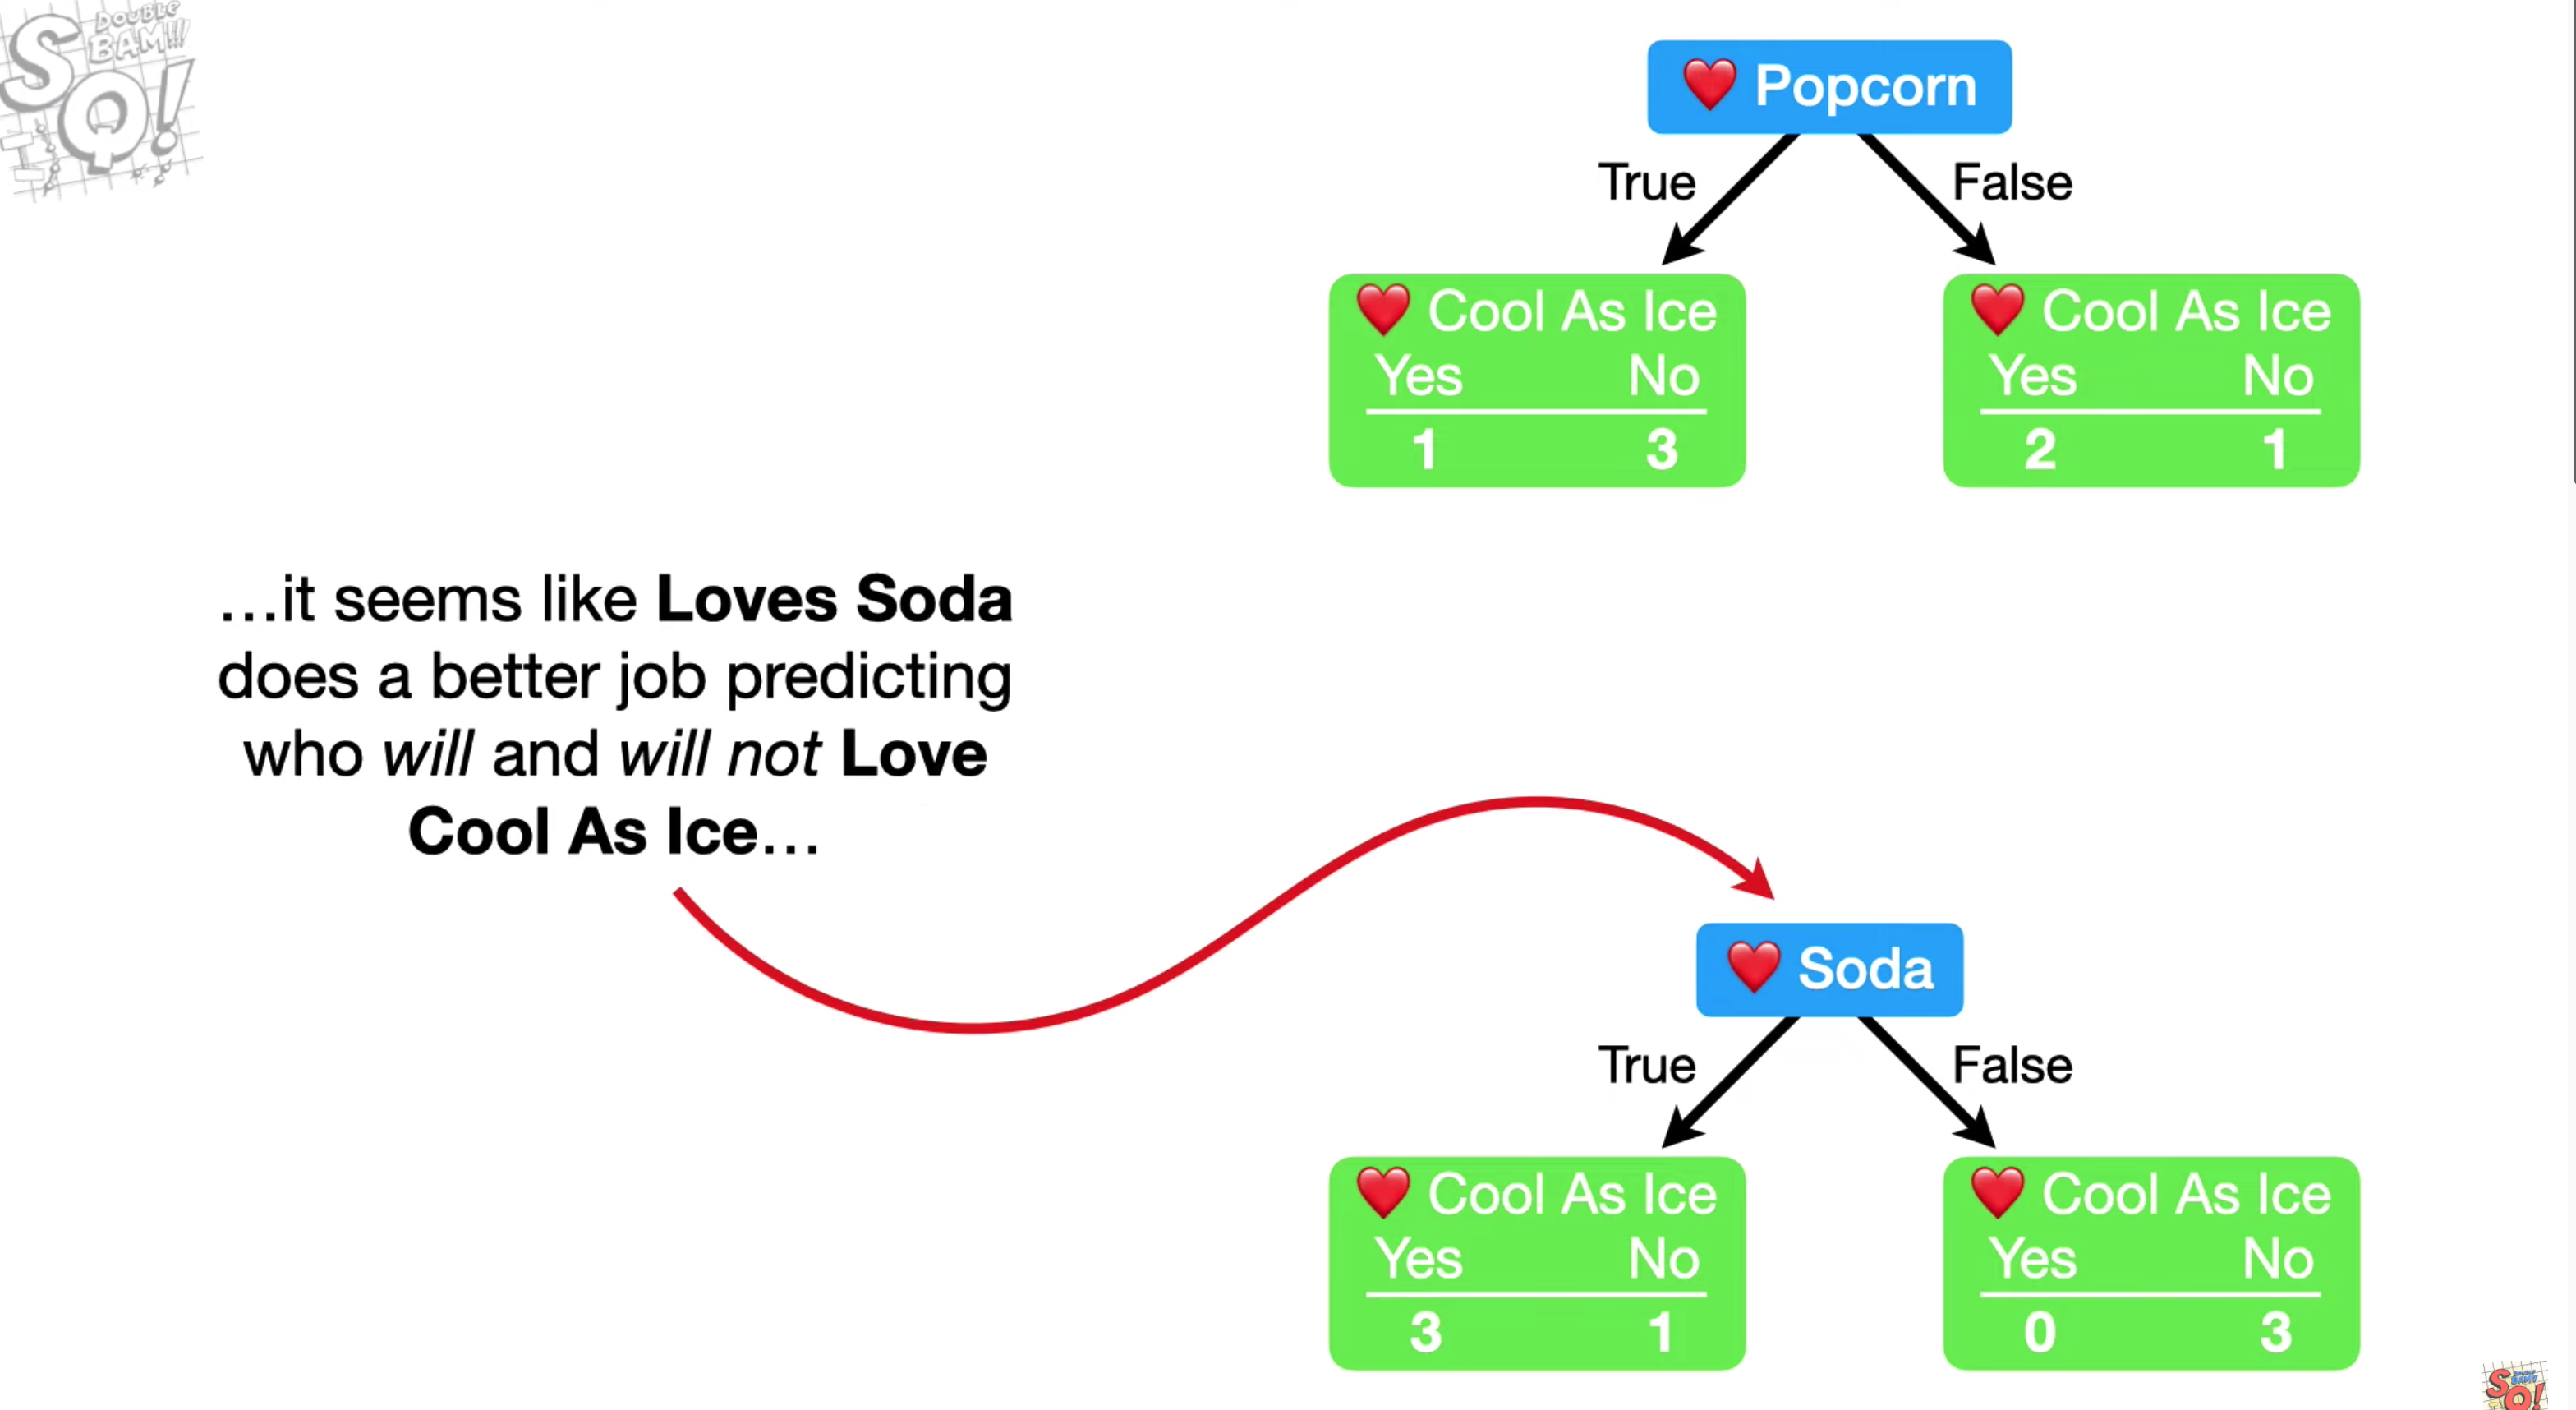 DOUBLE
BAM!!!
SQ!
❤️ Popcorn
True False
❤️ Cool As Ice
Yes No
1 3
❤️ Cool As Ice
Yes No
2 1
…it seems like Loves Soda
does a better job predicting
who will and will not Love
Cool As Ice…
❤️ Soda
True False
❤️ Cool As Ice
Yes No
3 1
❤️ Cool As Ice
Yes No
0 3
DOUBLE
BAM!!!
SQ!